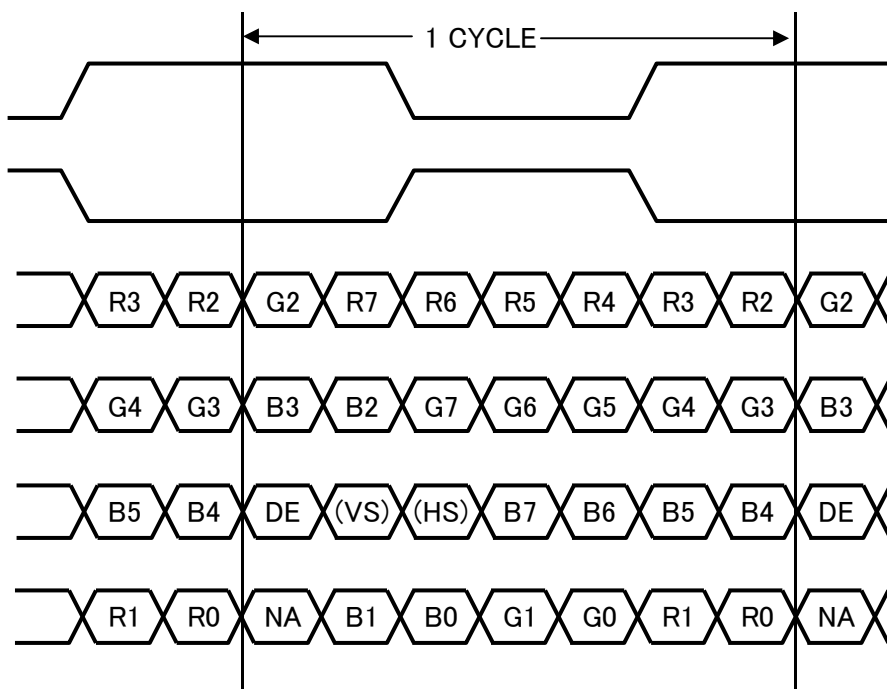 1 CYCLE
R3 R2 G2 R7 R6 R5 R4 R3 R2 G2
G4 G3 B3 B2 G7 G6 G5 G4 G3 B3
B5 B4 DE (VS) (HS) B7 B6 B5 B4 DE
R1 R0 NA B1 B0 G1 G0 R1 R0 NA